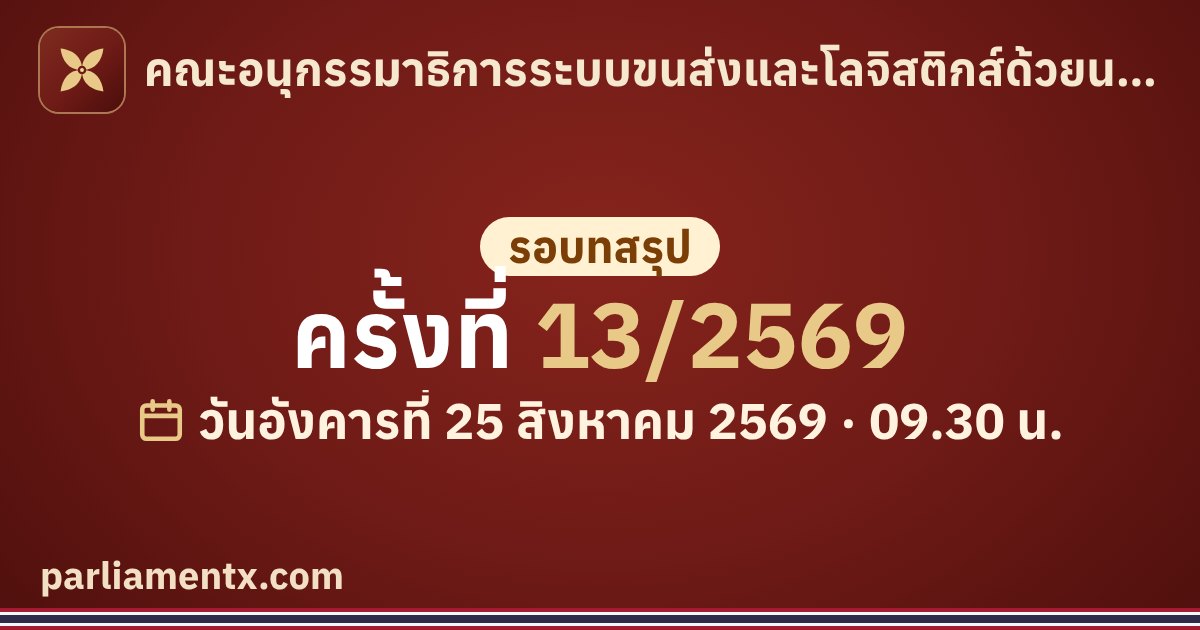 คณะอนุกรรมาธิการระบบขนส่งและโลจิสติกส์ด้วยน...
รอบทสรุป
ครั้งที่ 13/2569
วันอังคารที่ 25 สิงหาคม 2569 · 09.30 น.
parliamentx.com